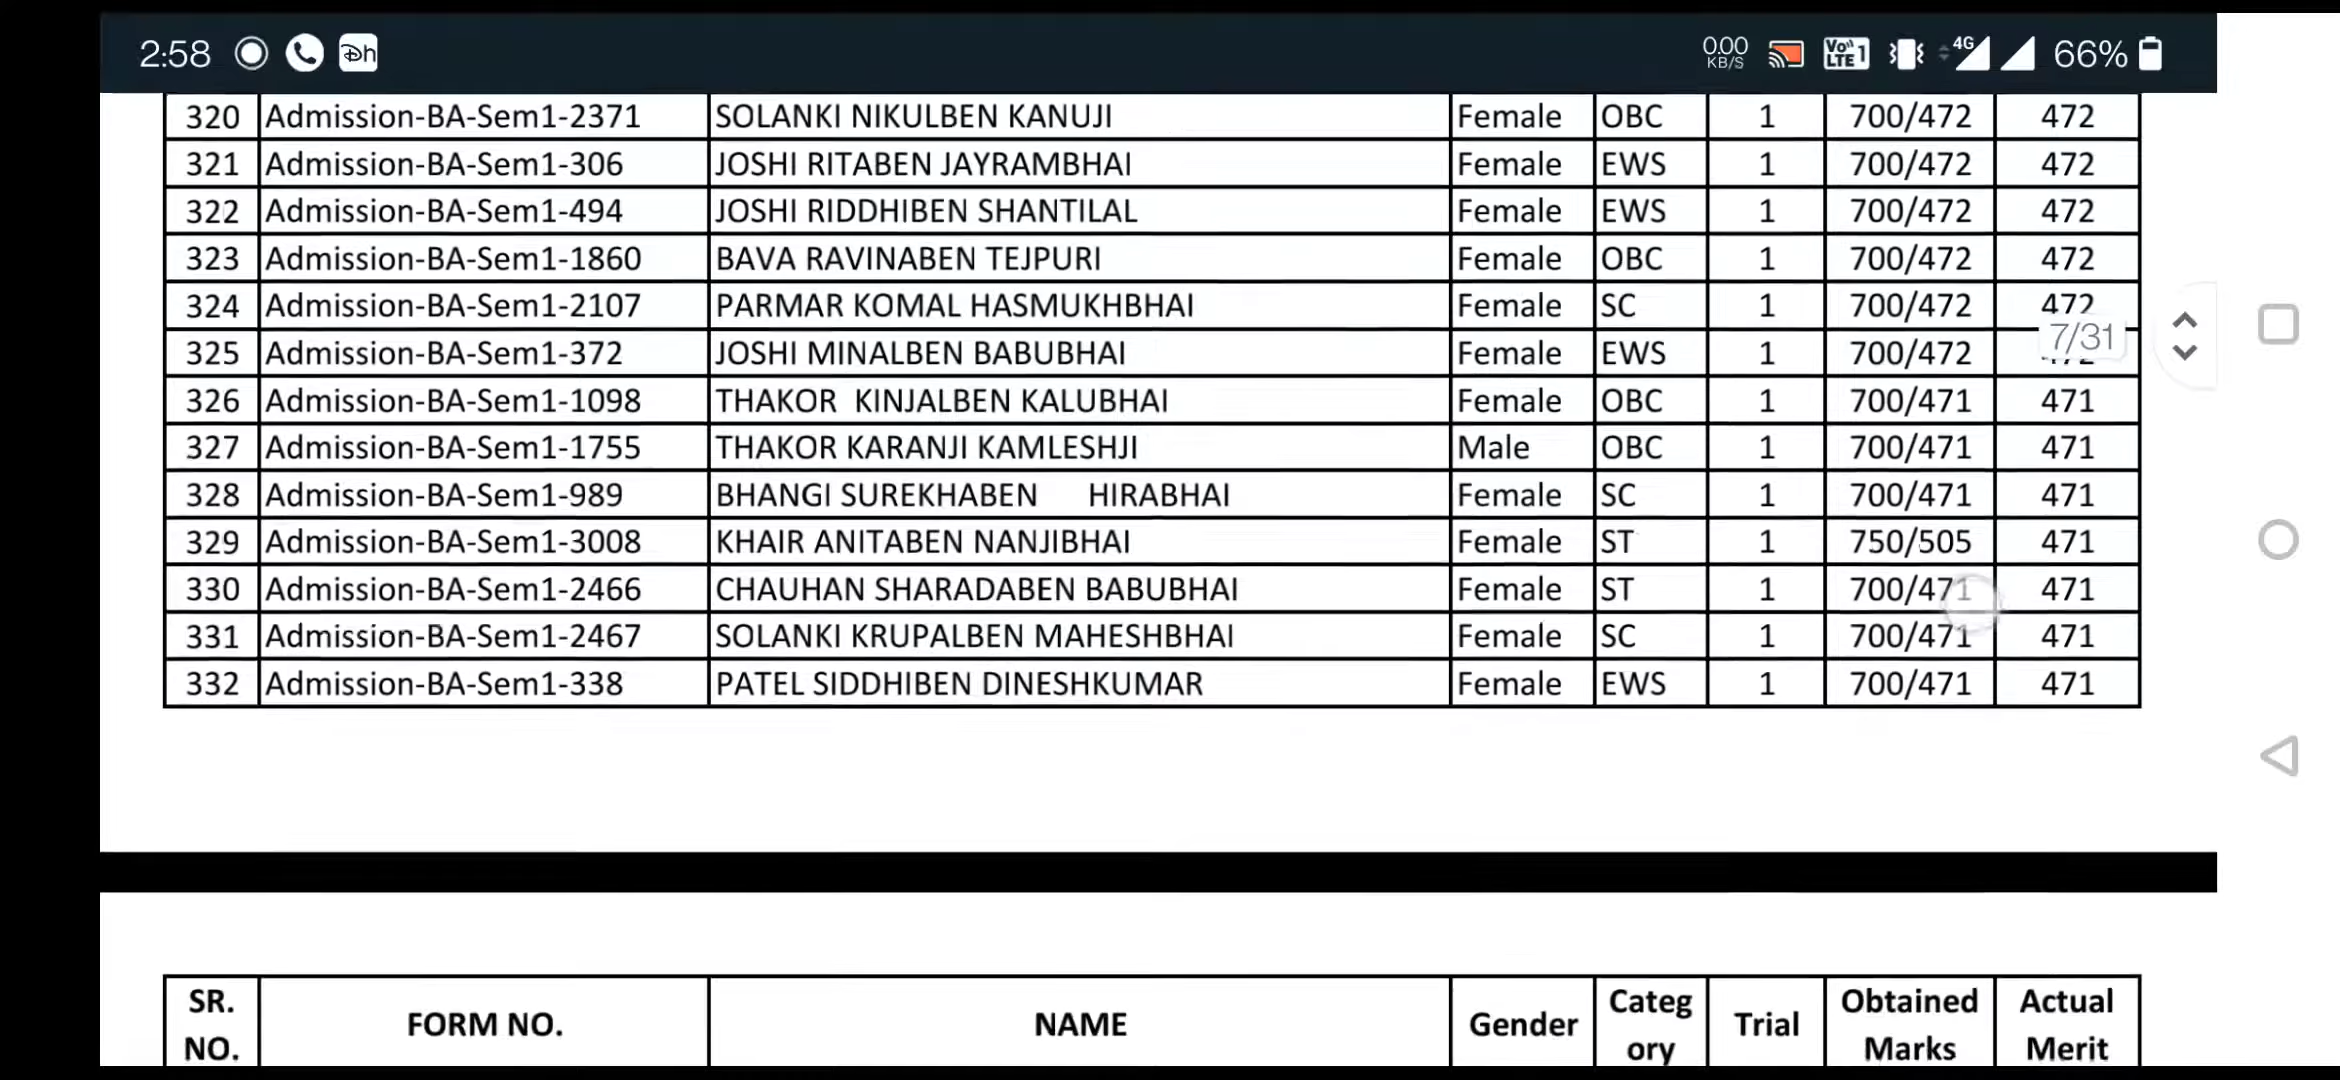 2:58 Dh 0.00 KB/S Vo)) LTE 1 4G 66%
320 Admission-BA-Sem1-2371 SOLANKI NIKULBEN KANUJI Female OBC 1 700/472 472
321 Admission-BA-Sem1-306 JOSHI RITABEN JAYRAMBHAI Female EWS 1 700/472 472
322 Admission-BA-Sem1-494 JOSHI RIDDHIBEN SHANTILAL Female EWS 1 700/472 472
323 Admission-BA-Sem1-1860 BAVA RAVINABEN TEJPURI Female OBC 1 700/472 472
324 Admission-BA-Sem1-2107 PARMAR KOMAL HASMUKHBHAI Female SC 1 700/472 472
7/31
325 Admission-BA-Sem1-372 JOSHI MINALBEN BABUBHAI Female EWS 1 700/472
326 Admission-BA-Sem1-1098 THAKOR KINJALBEN KALUBHAI Female OBC 1 700/471 471
327 Admission-BA-Sem1-1755 THAKOR KARANJI KAMLESHJI Male OBC 1 700/471 471
328 Admission-BA-Sem1-989 BHANGI SUREKHABEN HIRABHAI Female SC 1 700/471 471
329 Admission-BA-Sem1-3008 KHAIR ANITABEN NANJIBHAI Female ST 1 750/505 471
330 Admission-BA-Sem1-2466 CHAUHAN SHARADABEN BABUBHAI Female ST 1 700/471 471
331 Admission-BA-Sem1-2467 SOLANKI KRUPALBEN MAHESHBHAI Female SC 1 700/471 471
332 Admission-BA-Sem1-338 PATEL SIDDHIBEN DINESHKUMAR Female EWS 1 700/471 471
SR. NO. FORM NO. NAME Gender Categ ory Trial Obtained Marks Actual Merit